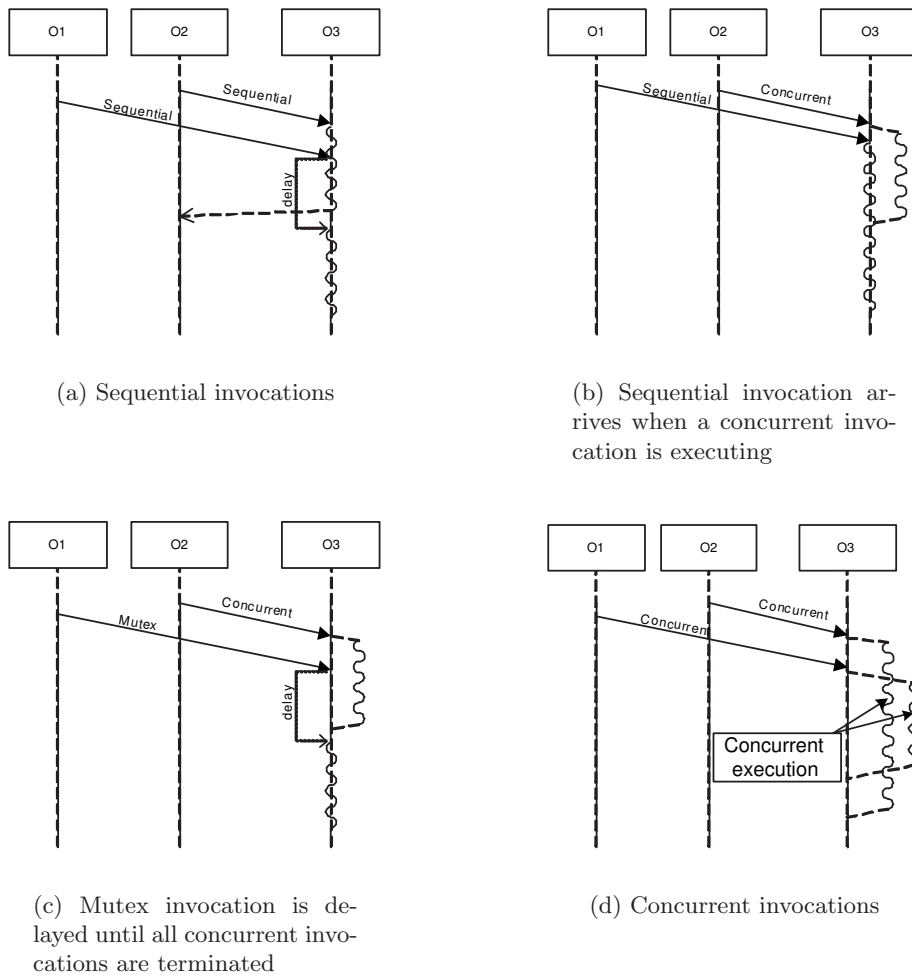 O1
O2
O3
Sequential
Sequential
delay
(a) Sequential invocations
O1
O2
O3
Sequential
Concurrent
(b) Sequential invocation ar-
rives when a concurrent invo-
cation is executing
O1
O2
O3
Concurrent
Mutex
delay
(c) Mutex invocation is de-
layed until all concurrent invo-
cations are terminated
O1
O2
O3
Concurrent
Concurrent
Concurrent
execution
(d) Concurrent invocations